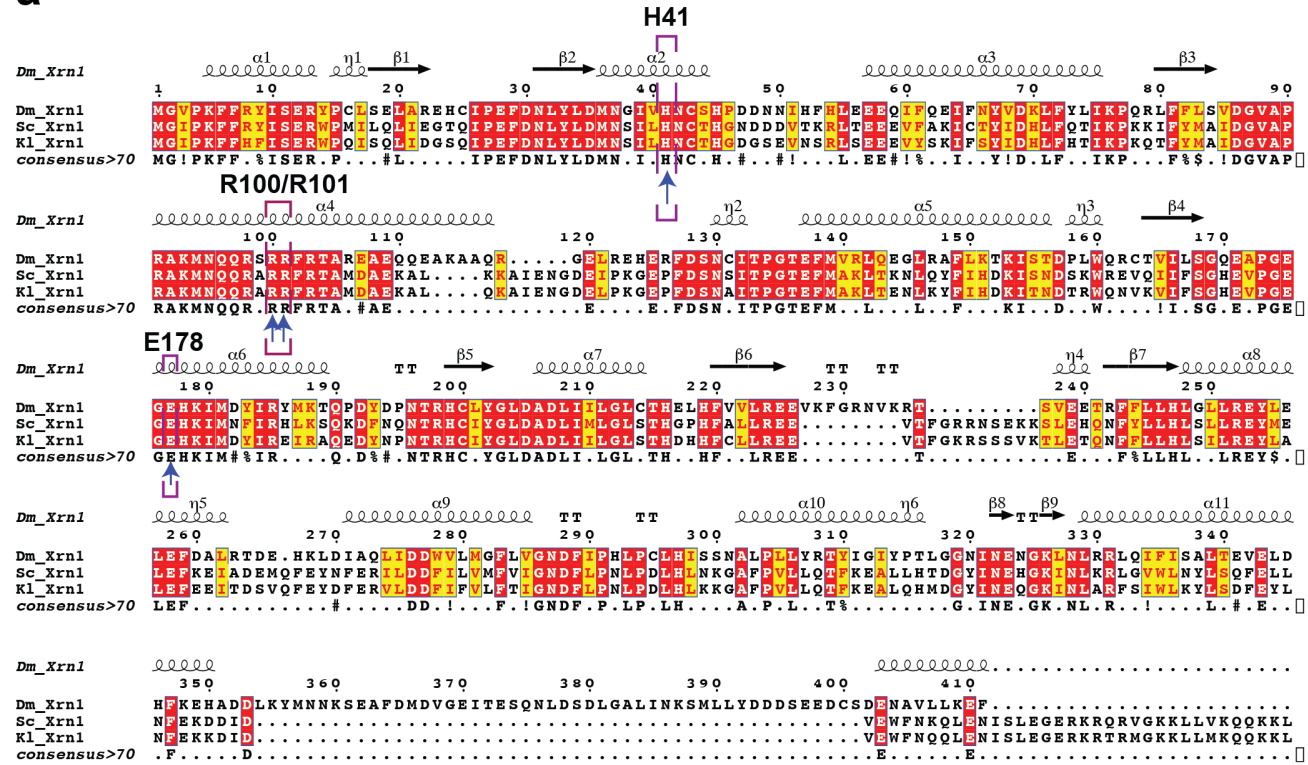 a
H41
Dm_Xrn1 α1 η1 β1 β2 α2 α3 β3
1 10 20 30 40 50 60 70 80 90
Dm_Xrn1 MGVPKFFRYISERYPCLSELAREHCIPEFDNLYLDMNGIVHNCSHPDDNNIHFHLEEEQIFQEIFNYVDKLFYLIKPQRLFFLSVDGVAP
Sc_Xrn1 MGIPKFFRYISERWPMILQLIEGTQIPEFDNLYLDMNSILHNCTHGNDDDVTKRLTEEEVFAKICTYIDHLFQTIKPKKIFYMAIDGVAP
Kl_Xrn1 MGIPKFFHFISERWPQISQLIDGSQIPEFDNLYLDMNSILHNCTHGDGSEVNSRLSEEEVFSKIFSYIDHLFHTIKPKQTFYMAIDGVAP
consensus>70 MG!PKFF.%ISER.P..#L.....IPEFDNLYLDMN.I.HNC.H.#..#!..L.EE#!%..I..Y!D.LF..IKP...F%$.!DGVAP
R100/R101
Dm_Xrn1 α4 η2 α5 η3 β4
100 110 120 130 140 150 160 170
Dm_Xrn1 RAKMNQQRSRRFRTAREAEQQEAKAAQR.....GELREHERFDSNCITPGTEFMVRLQEGLRAFLKTKISTDPLWQRCTVILSGQEAPGE
Sc_Xrn1 RAKMNQQRARRFRTAMDAEKAL....KKAIENGDEIPKGEPFDSNSITPGTEFMAKLTKNLQYFIHDKISNDSKWREVQIIFSGHEVPGE
Kl_Xrn1 RAKMNQQRARRFRTAMDAEKAL....QKAIENGDELPKGEPFDSNAITPGTEFMAKLTENLKYFIHDKITNDTRWQNVKVIFSGHEVPGE
consensus>70 RAKMNQQR.RRFRTA.#AE...................E..E.FDSN.ITPGTEFM..L...L..F...KI..D..W.....!I.SG.E.PGE
E178
Dm_Xrn1 α6 TT β5 α7 β6 TT TT η4 β7 α8
180 190 200 210 220 230 240 250
Dm_Xrn1 GEHKIMDYIRYMKTQPDYDPNTRHCLYGLDADLIILGLCTHELHFVVLREEVKFGRNVKRT.........SVEETRFFLLHLGLLREYLE
Sc_Xrn1 GEHKIMNFIRHLKSQKDFNQNTRHCIYGLDADLIMLGLSTHGPHFALLREE........VTFGRRNSEKKSLEHQNFYLLHLSLLREYME
Kl_Xrn1 GEHKIMDYIREIRAQEDYNPNTRHCIYGLDADLIILGLSTHDHHFCLLREE........VTFGKRSSSVKTLETQNFFLLHLSILREYLA
consensus>70 GEHKIM#%IR....Q.D.%#.NTRHC.YGLDADLI.LGL.TH..HF..LREE.........T............E...F%LLHL..LREY$.
Dm_Xrn1 η5 α9 TT TT α10 η6 β8 TT β9 α11
260 270 280 290 300 310 320 330 340
Dm_Xrn1 LEFDALRTDE.HKLDIAQLIDDWVLMGFLVGNDFIPHLPCLHISSNALPLLYRTYIGIYPTLGGNINENGKLNLRRLQIFISALTEVELD
Sc_Xrn1 LEFKEIADEMQFEYNFERILDDFILVMFVIGNDFLPNLPDLHLNKGAFPVLLQTFKEALLHTDGYINEHGKINLKRLGVWLNYLSQFELL
Kl_Xrn1 LEFEEITDSVQFEYDFERVLDDFIFVLFTIGNDFLPNLPDLHLKKGAFPVLLQTFKEALQHMDGYINEQGKINLARFSIWLKYLSDFEYL
consensus>70 LEF............#.....DD.!..F.!GNDF.P.LP.LH....A.P.L..T%.........G.INE.GK.NL.R...!....L.#.E..
Dm_Xrn1
350 360 370 380 390 400 410
Dm_Xrn1 HFKEHADDLKYMNNKSEAFDMDVGEITESQNLDSDLGALINKSMLLYDDDSEEDCSDENAVLLKEF
Sc_Xrn1 NFEKDDID................................................VEWFNKQLENISLEGERKRQRVGKKLLVKQQKKL
Kl_Xrn1 NFEKKDID................................................VEWFNQQLENISLEGERKRTRMGKKLLMKQQKKL
consensus>70 .F.....D.................................................E......E........................